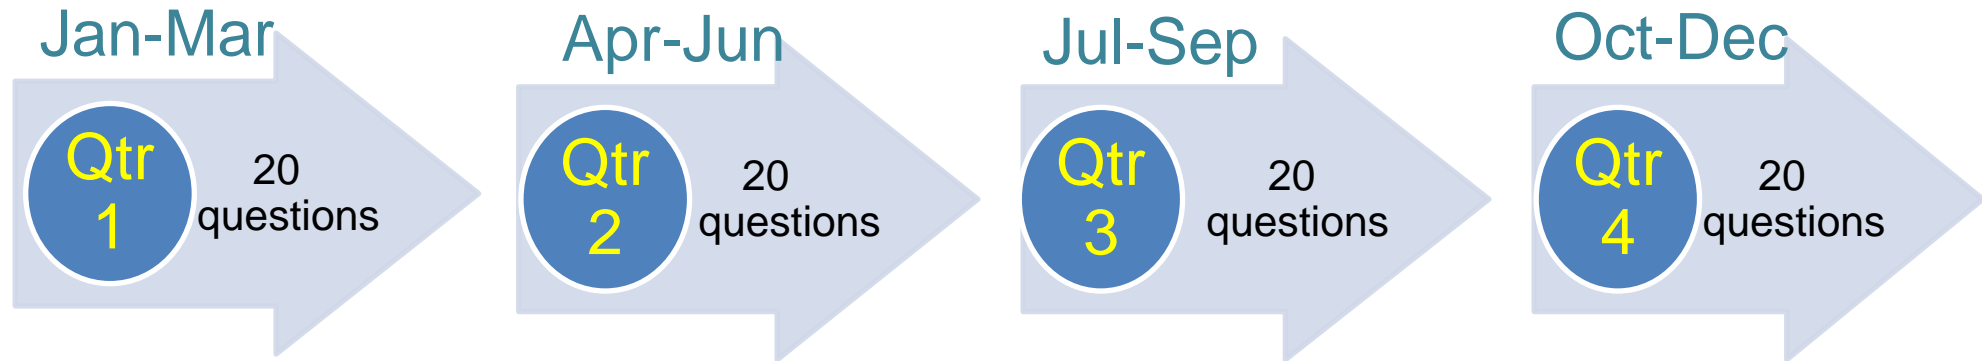 Jan-Mar
Qtr
1
20
questions
Apr-Jun
Qtr
2
20
questions
Jul-Sep
Qtr
3
20
questions
Oct-Dec
Qtr
4
20
questions